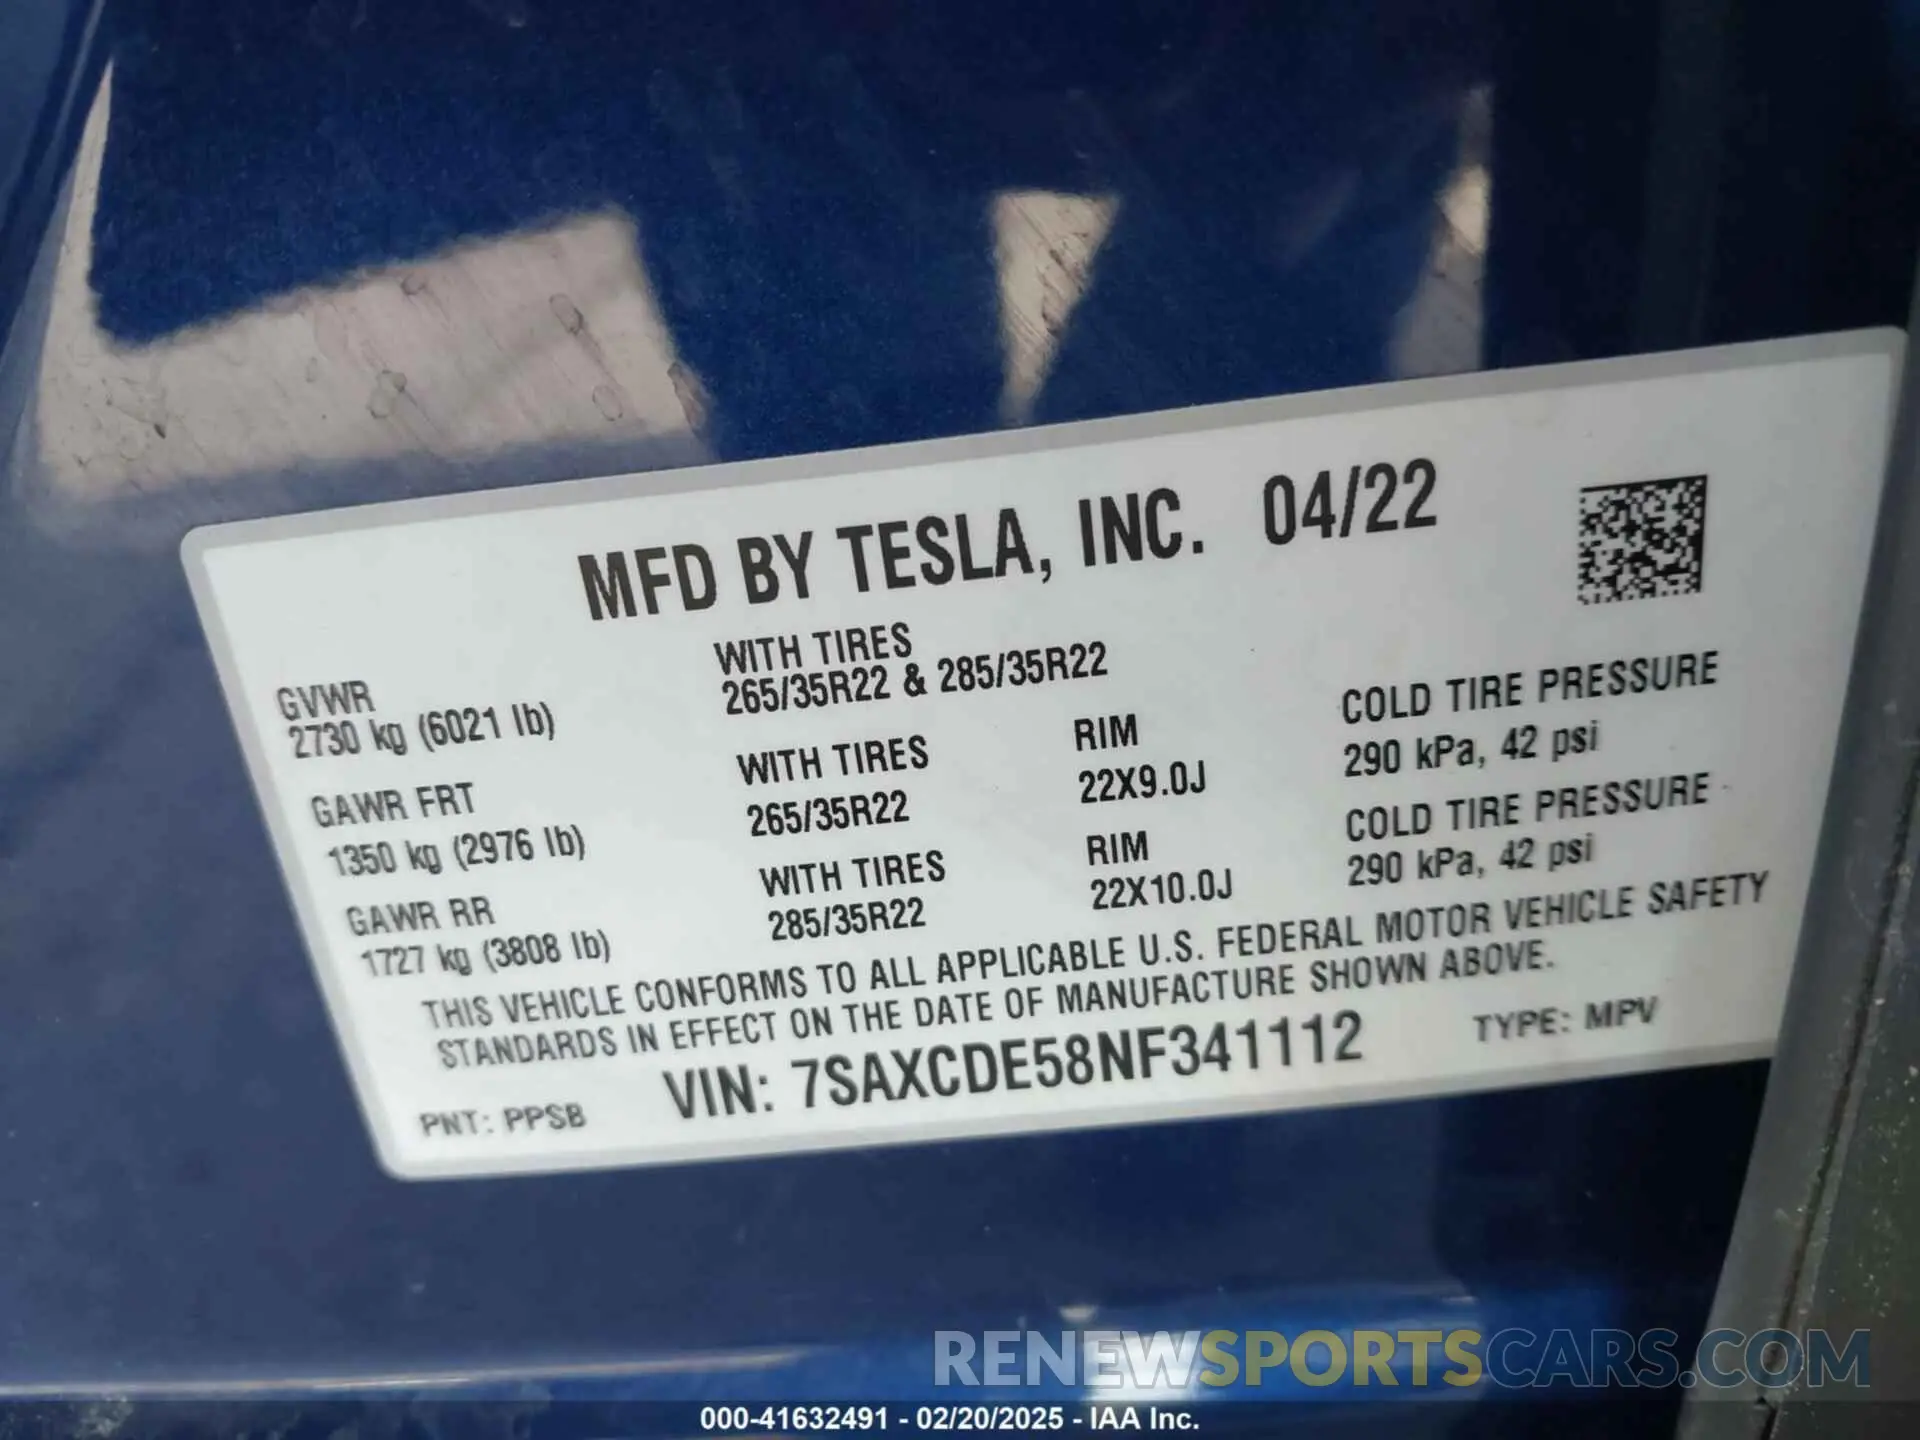 MFD BY TESLA, INC. 04/22
GVWR
2730 kg (6021 lb)
WITH TIRES
265/35R22 & 285/35R22
GAWR FRT
1350 kg (2976 lb)
WITH TIRES
265/35R22
RIM
22X9.0J
COLD TIRE PRESSURE
290 kPa, 42 psi
GAWR RR
1727 kg (3808 lb)
WITH TIRES
285/35R22
RIM
22X10.0J
COLD TIRE PRESSURE
290 kPa, 42 psi
THIS VEHICLE CONFORMS TO ALL APPLICABLE U.S. FEDERAL MOTOR VEHICLE SAFETY
STANDARDS IN EFFECT ON THE DATE OF MANUFACTURE SHOWN ABOVE.
PNT: PPSB
VIN: 7SAXCDE58NF341112
TYPE: MPV
RENEWSPORTSCARS.COM
000-41632491 - 02/20/2025 - IAA Inc.